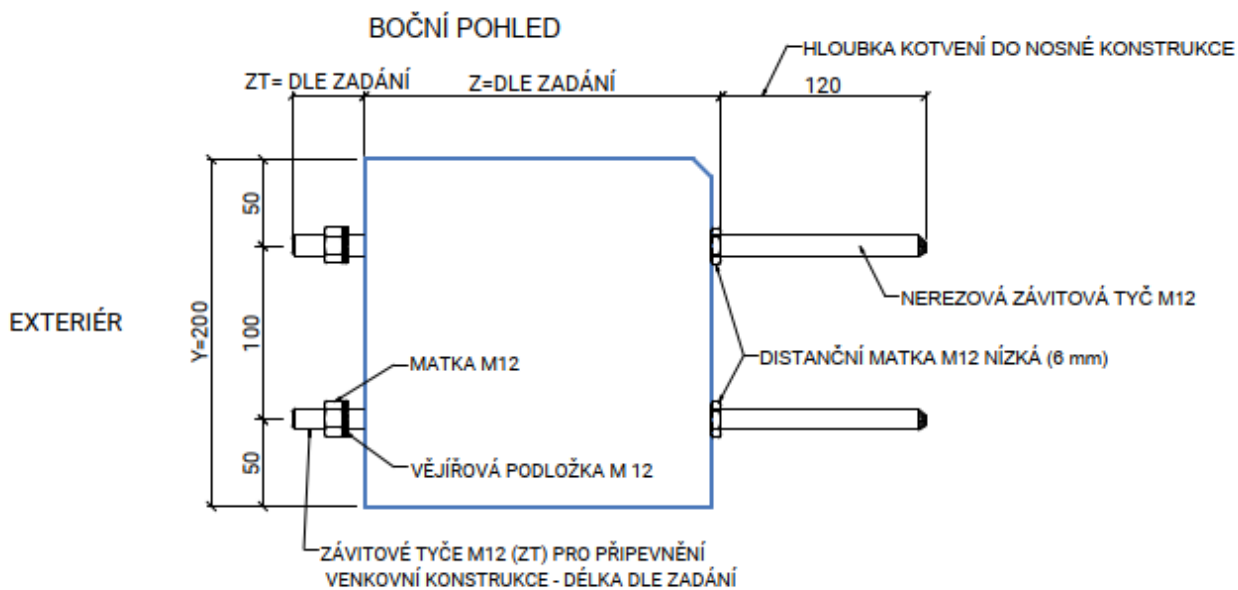 BOČNÍ POHLED
HLOUBKA KOTVENÍ DO NOSNÉ KONSTRUKCE
ZT= DLE ZADÁNÍ
Z=DLE ZADÁNÍ
120
50
100
50
Y=200
EXTERIÉR
NEREZOVÁ ZÁVITOVÁ TYČ M12
MATKA M12
DISTANČNÍ MATKA M12 NÍZKÁ (6 mm)
VĚJÍŘOVÁ PODLOŽKA M 12
ZÁVITOVÉ TYČE M12 (ZT) PRO PŘIPEVNĚNÍ
VENKOVNÍ KONSTRUKCE - DÉLKA DLE ZADÁNÍ